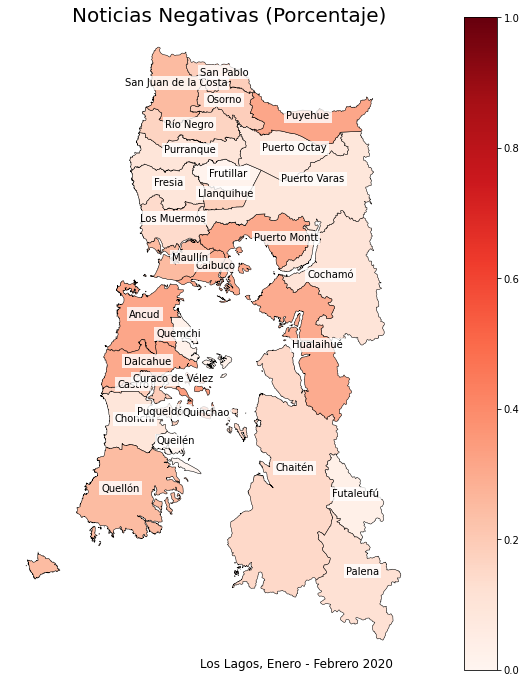 Noticias Negativas (Porcentaje)
1.0
San Pablo
San Juan de la Costa
Osorno
Puyehue
Río Negro
Purranque
Puerto Octay
0.8
Frutillar
Puerto Varas
Fresia
Llanquihue
Los Muermos
Puerto Montt
Maullín
Calbuco
Cochamó
0.6
Ancud
Quemchi
Hualaihué
Dalcahue
Curaco de Vélez
Castro
0.4
Puqueldón
Quinchao
Chonchi
Queilén
Chaitén
Quellón
Futaleufú
0.2
Palena
Los Lagos, Enero - Febrero 2020
0.0